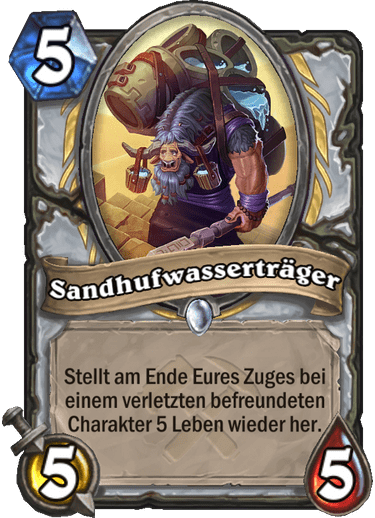 5
Sandhufwasserträger
Stellt am Ende Eures Zuges bei
einem verletzten befreundeten
Charakter 5 Leben wieder her.
5
5